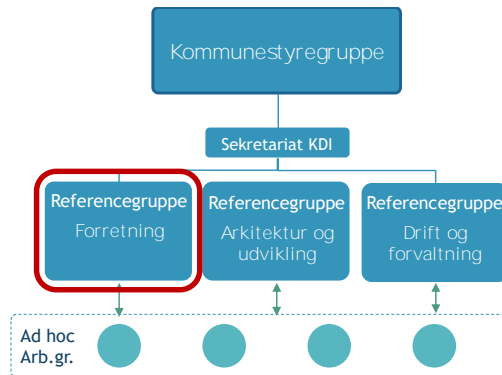 Kommunestyregruppe
Sekretariat KDI
Referencegruppe
Forretning
Referencegruppe
Arkitektur og
udvikling
Referencegruppe
Drift og
forvaltning
Ad hoc
Arb.gr.